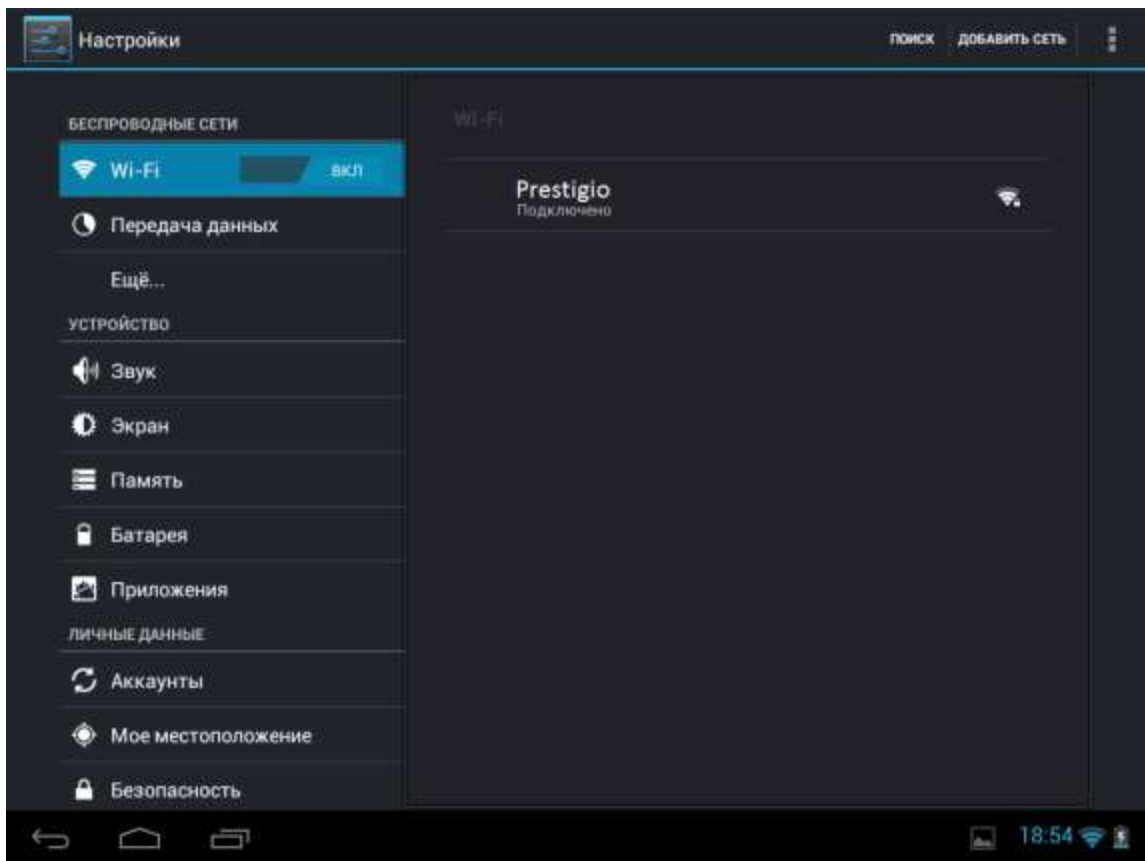 Настройки
ПОИСК ДОБАВИТЬ СЕТЬ
БЕСПРОВОДНЫЕ СЕТИ
Wi-Fi ВКЛ
Передача данных
Ещё...
УСТРОЙСТВО
Звук
Экран
Память
Батарея
Приложения
ЛИЧНЫЕ ДАННЫЕ
Аккаунты
Мое местоположение
Безопасность
WI-FI
Prestigio
Подключено
18:54